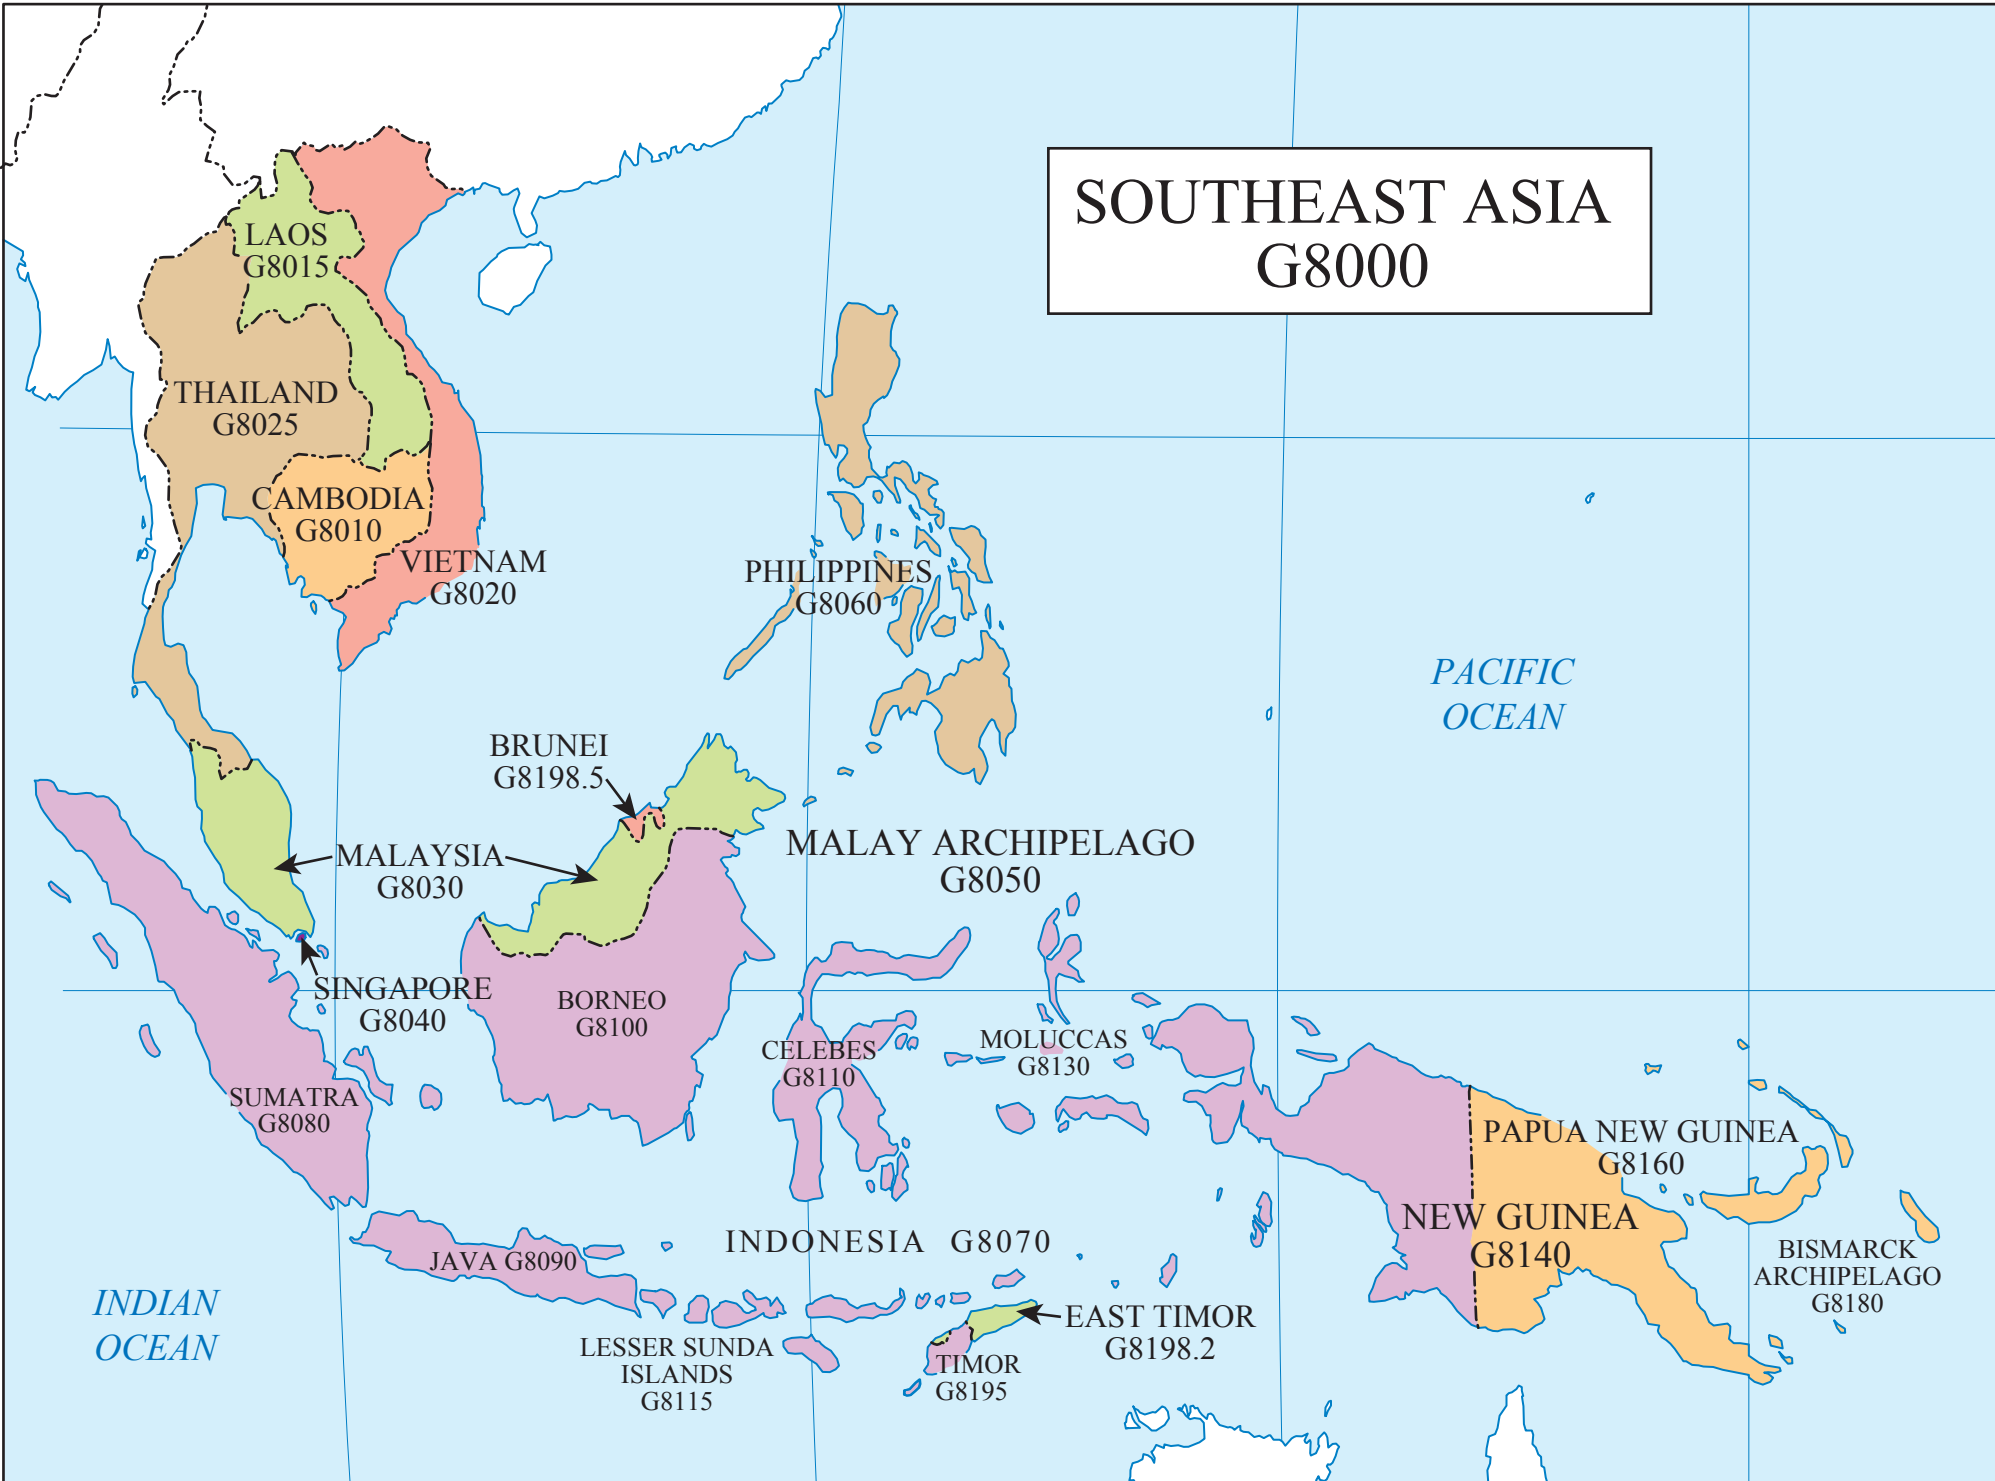 SOUTHEAST ASIA
G8000
LAOS
G8015
THAILAND
G8025
CAMBODIA
G8010
VIETNAM
G8020
PHILIPPINES
G8060
PACIFIC
OCEAN
BRUNEI
G8198.5
MALAYSIA
G8030
MALAY ARCHIPELAGO
G8050
SINGAPORE
G8040
BORNEO
G8100
CELEBES
G8110
MOLUCCAS
G8130
SUMATRA
G8080
PAPUA NEW GUINEA
G8160
NEW GUINEA
G8140
INDONESIA G8070
JAVA G8090
BISMARCK
ARCHIPELAGO
G8180
INDIAN
OCEAN
LESSER SUNDA
ISLANDS
G8115
EAST TIMOR
G8198.2
TIMOR
G8195